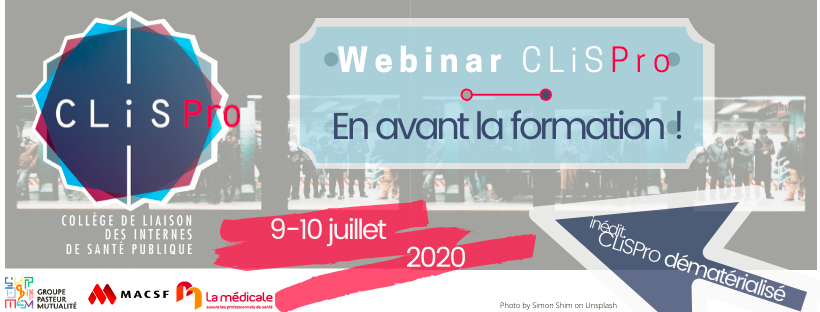 CLiSPro
COLLÈGE DE LIAISON
DES INTERNES
DE SANTÉ PUBLIQUE
Webinar CLiSPro
En avant la formation !
9-10 juillet
2020
inédit
CLiSPro dématérialisé
GROUPE
PASTEUR
MUTUALITÉ
MACSF
La médicale
assure les professionnels de santé
Photo by Simon Shim on Unsplash